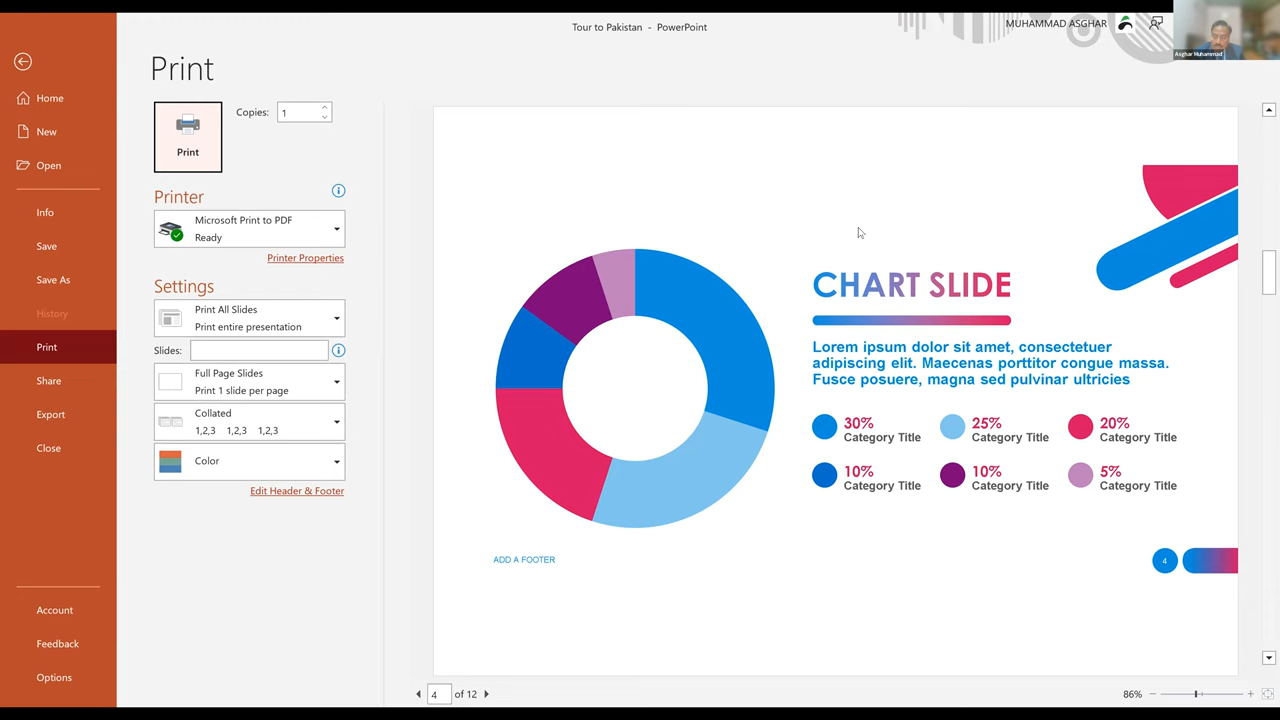 Tour to Pakistan - PowerPoint
MUHAMMAD ASGHAR
Asghar Muhammad
Home
New
Open
Info
Save
Save As
History
Print
Share
Export
Close
Account
Feedback
Options
Print
Print
Copies: 1
Printer
Microsoft Print to PDF
Ready
Printer Properties
Settings
Print All Slides
Print entire presentation
Slides:
Full Page Slides
Print 1 slide per page
Collated
1,2,3 1,2,3 1,2,3
Color
Edit Header & Footer
CHART SLIDE
Lorem ipsum dolor sit amet, consectetuer
adipiscing elit. Maecenas porttitor congue massa.
Fusce posuere, magna sed pulvinar ultricies
30%
Category Title
25%
Category Title
20%
Category Title
10%
Category Title
10%
Category Title
5%
Category Title
ADD A FOOTER
4
4 of 12
86%